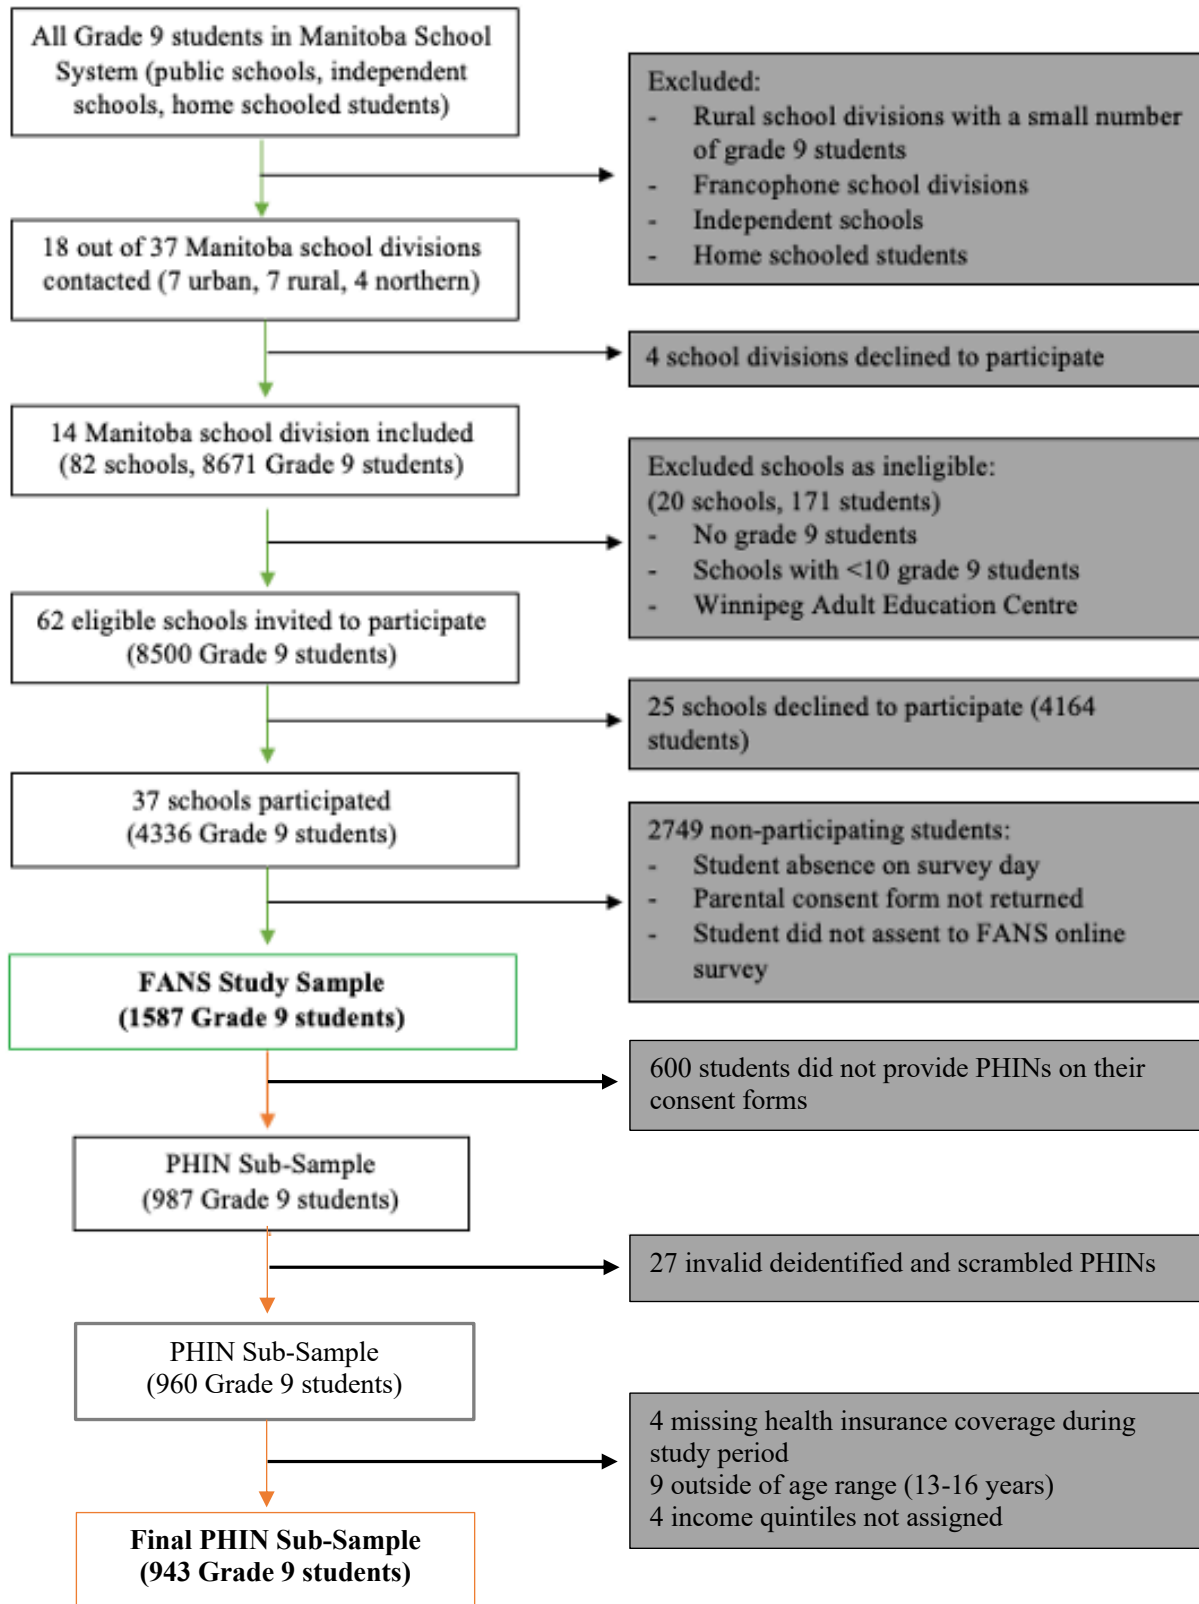 All Grade 9 students in Manitoba School
System (public schools, independent
schools, home schooled students)
Excluded:
- Rural school divisions with a small number
of grade 9 students
- Francophone school divisions
- Independent schools
- Home schooled students
18 out of 37 Manitoba school divisions
contacted (7 urban, 7 rural, 4 northern)
4 school divisions declined to participate
14 Manitoba school division included
(82 schools, 8671 Grade 9 students)
Excluded schools as ineligible:
(20 schools, 171 students)
- No grade 9 students
- Schools with <10 grade 9 students
- Winnipeg Adult Education Centre
62 eligible schools invited to participate
(8500 Grade 9 students)
25 schools declined to participate (4164
students)
37 schools participated
(4336 Grade 9 students)
2749 non-participating students:
- Student absence on survey day
- Parental consent form not returned
- Student did not assent to FANS online
survey
FANS Study Sample
(1587 Grade 9 students)
600 students did not provide PHINs on their
consent forms
PHIN Sub-Sample
(987 Grade 9 students)
27 invalid deidentified and scrambled PHINs
PHIN Sub-Sample
(960 Grade 9 students)
4 missing health insurance coverage during
study period
9 outside of age range (13-16 years)
4 income quintiles not assigned
Final PHIN Sub-Sample
(943 Grade 9 students)